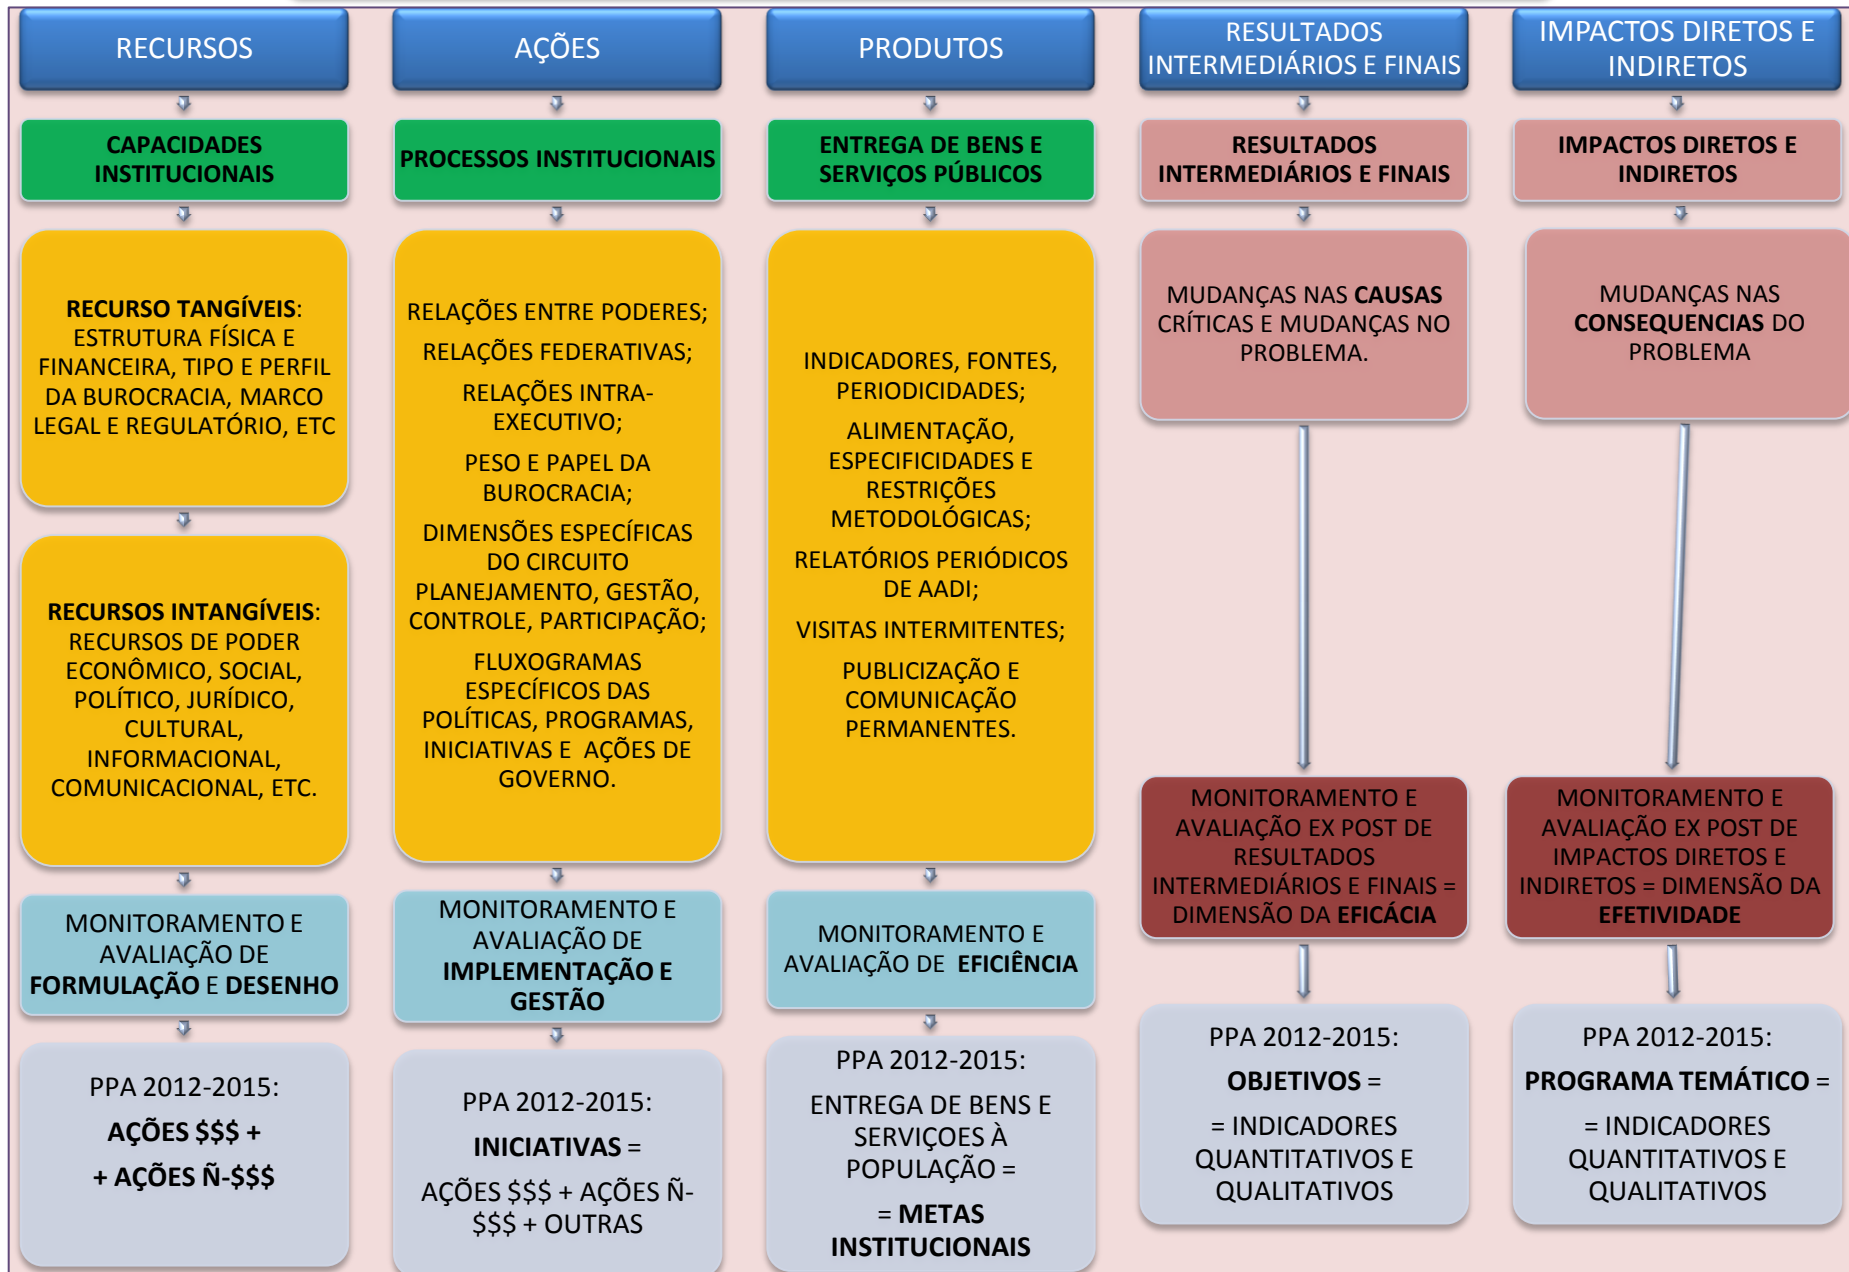 RECURSOS
CAPACIDADES
INSTITUCIONAIS
RECURSO TANGÍVEIS:
ESTRUTURA FÍSICA E
FINANCEIRA, TIPO E PERFIL
DA BUROCRACIA, MARCO
LEGAL E REGULATÓRIO, ETC
RECURSOS INTANGÍVEIS:
RECURSOS DE PODER
ECONÔMICO, SOCIAL,
POLÍTICO, JURÍDICO,
CULTURAL,
INFORMACIONAL,
COMUNICACIONAL, ETC.
MONITORAMENTO E
AVALIAÇÃO DE
FORMULAÇÃO E DESENHO
PPA 2012-2015:
AÇÕES $$$ +
+ AÇÕES Ñ-$$$
AÇÕES
PROCESSOS INSTITUCIONAIS
RELAÇÕES ENTRE PODERES;
RELAÇÕES FEDERATIVAS;
RELAÇÕES INTRA-
EXECUTIVO;
PESO E PAPEL DA
BUROCRACIA;
DIMENSÕES ESPECÍFICAS
DO CIRCUITO
PLANEJAMENTO, GESTÃO,
CONTROLE, PARTICIPAÇÃO;
FLUXOGRAMAS
ESPECÍFICOS DAS
POLÍTICAS, PROGRAMAS,
INICIATIVAS E AÇÕES DE
GOVERNO.
MONITORAMENTO E
AVALIAÇÃO DE
IMPLEMENTAÇÃO E
GESTÃO
PPA 2012-2015:
INICIATIVAS =
AÇÕES $$$ + AÇÕES Ñ-
$$$ + OUTRAS
PRODUTOS
ENTREGA DE BENS E
SERVIÇOS PÚBLICOS
INDICADORES, FONTES,
PERIODICIDADES;
ALIMENTAÇÃO,
ESPECIFICIDADES E
RESTRIÇÕES
METODOLÓGICAS;
RELATÓRIOS PERIÓDICOS
DE AADI;
VISITAS INTERMITENTES;
PUBLICIZAÇÃO E
COMUNICAÇÃO
PERMANENTES.
MONITORAMENTO E
AVALIAÇÃO DE EFICIÊNCIA
PPA 2012-2015:
ENTREGA DE BENS E
SERVIÇOES À
POPULAÇÃO =
= METAS
INSTITUCIONAIS
RESULTADOS
INTERMEDIÁRIOS E FINAIS
RESULTADOS
INTERMEDIÁRIOS E FINAIS
MUDANÇAS NAS CAUSAS
CRÍTICAS E MUDANÇAS NO
PROBLEMA.
MONITORAMENTO E
AVALIAÇÃO EX POST DE
RESULTADOS
INTERMEDIÁRIOS E FINAIS =
DIMENSÃO DA EFICÁCIA
PPA 2012-2015:
OBJETIVOS =
= INDICADORES
QUANTITATIVOS E
QUALITATIVOS
IMPACTOS DIRETOS E
INDIRETOS
IMPACTOS DIRETOS E
INDIRETOS
MUDANÇAS NAS
CONSEQUENCIAS DO
PROBLEMA
MONITORAMENTO E
AVALIAÇÃO EX POST DE
IMPACTOS DIRETOS E
INDIRETOS = DIMENSÃO DA
EFETIVIDADE
PPA 2012-2015:
PROGRAMA TEMÁTICO =
= INDICADORES
QUANTITATIVOS E
QUALITATIVOS